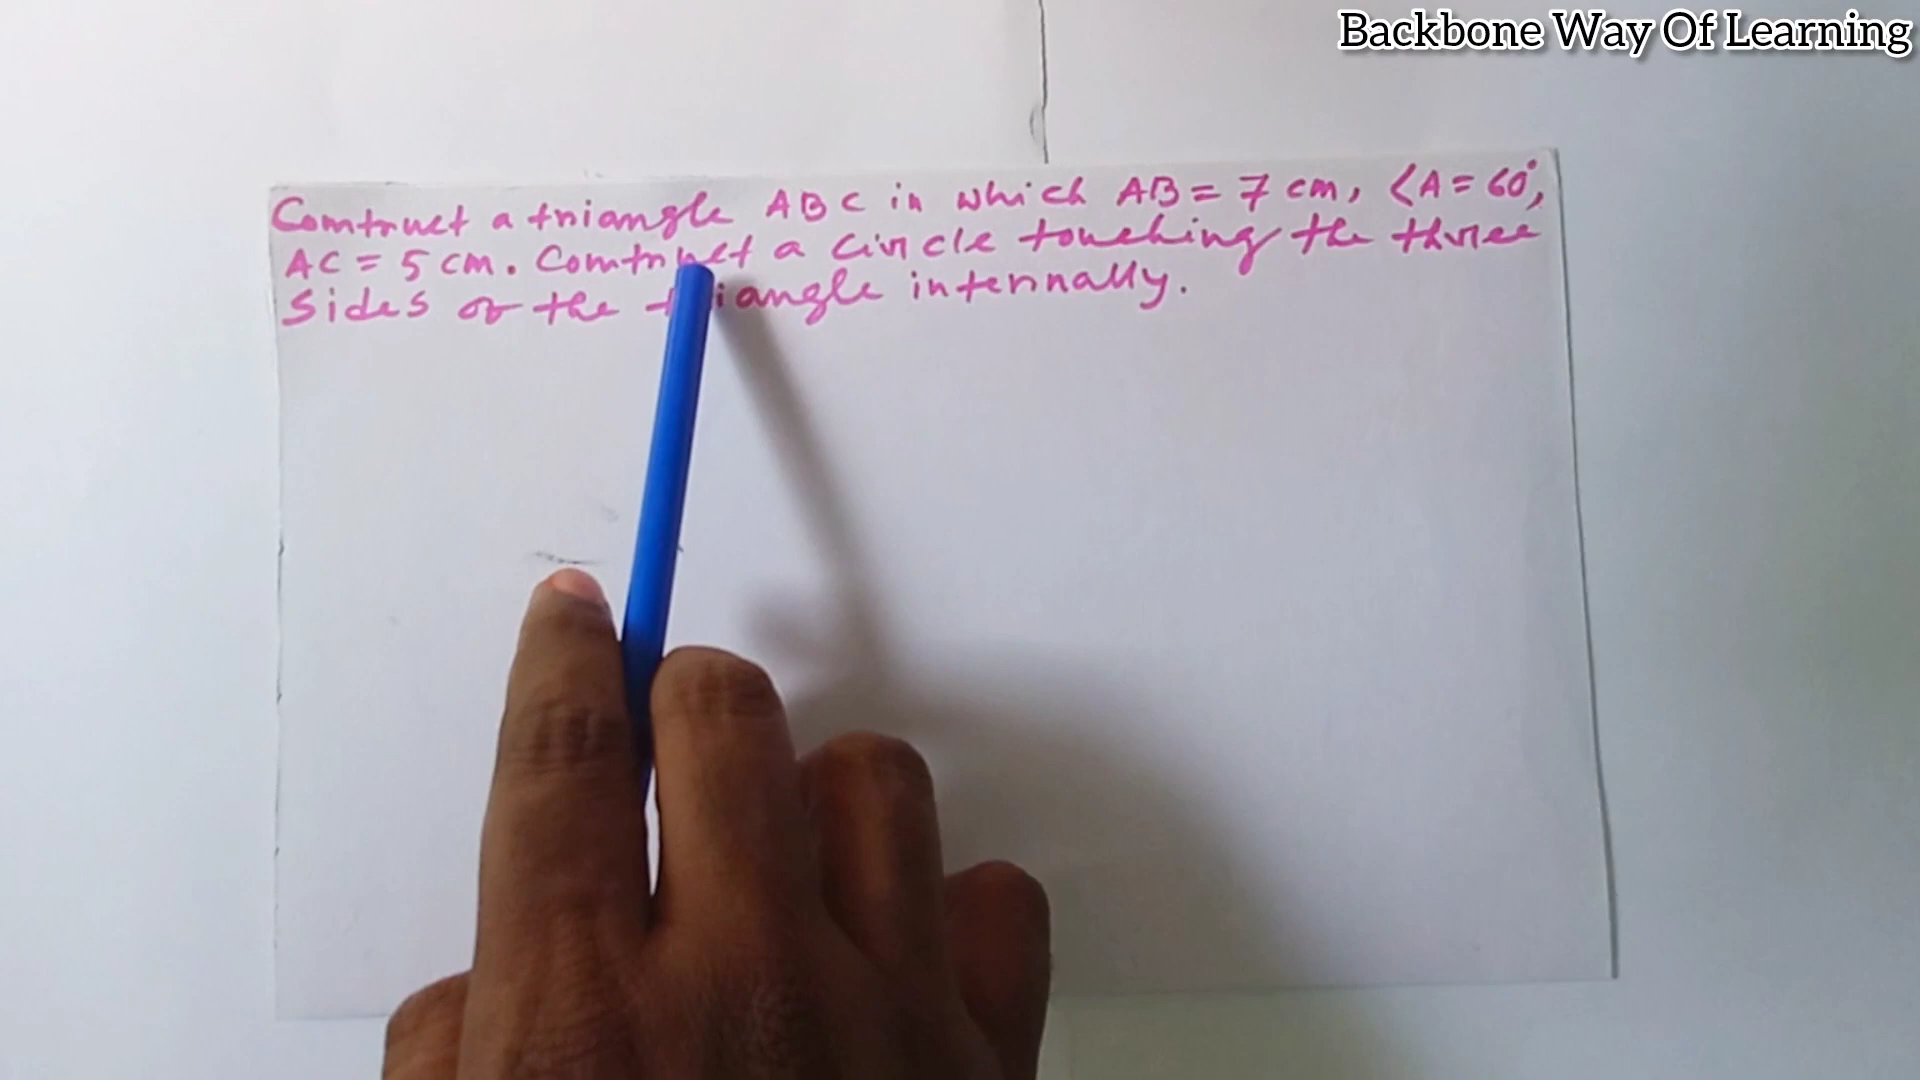 Backbone Way Of Learning
Construct a triangle ABC in which AB = 7 cm, <A = 60°,
AC = 5 cm. Construct a circle touching the three
sides of the triangle internally.